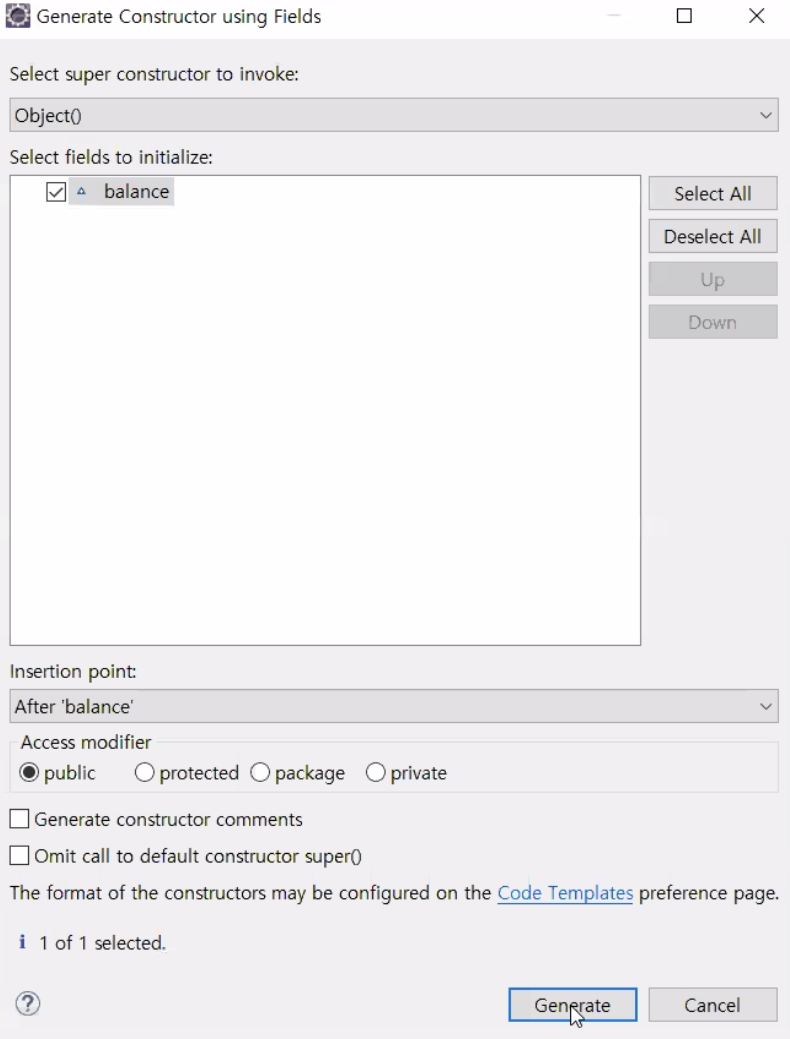 Generate Constructor using Fields
Select super constructor to invoke:
Object()
Select fields to initialize:
balance
Select All
Deselect All
Up
Down
Insertion point:
After 'balance'
Access modifier
public protected package private
Generate constructor comments
Omit call to default constructor super()
The format of the constructors may be configured on the Code Templates preference page.
i 1 of 1 selected.
? Generate Cancel